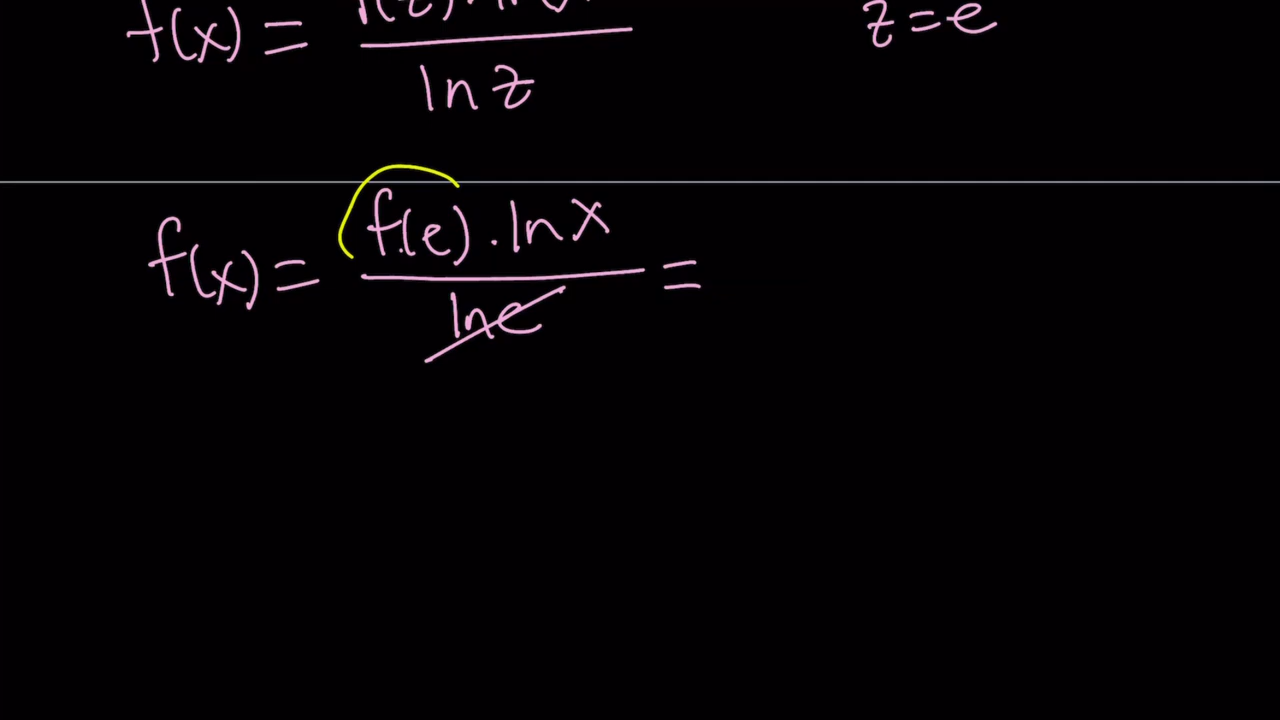 f(x) =
ln z
z = e
f(x) = f(e) · ln x / ln e =